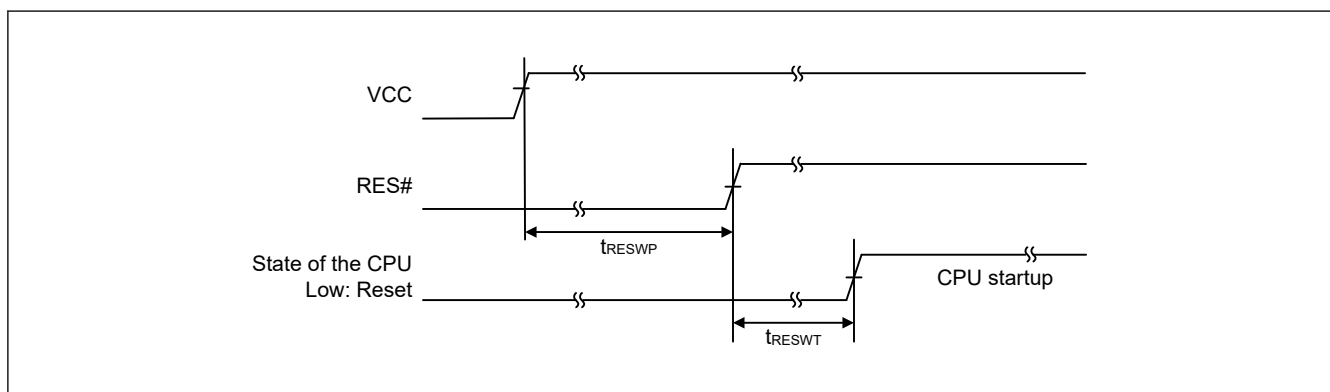 VCC
RES#
tRESWP
State of the CPU
Low: Reset
CPU startup
tRESWT